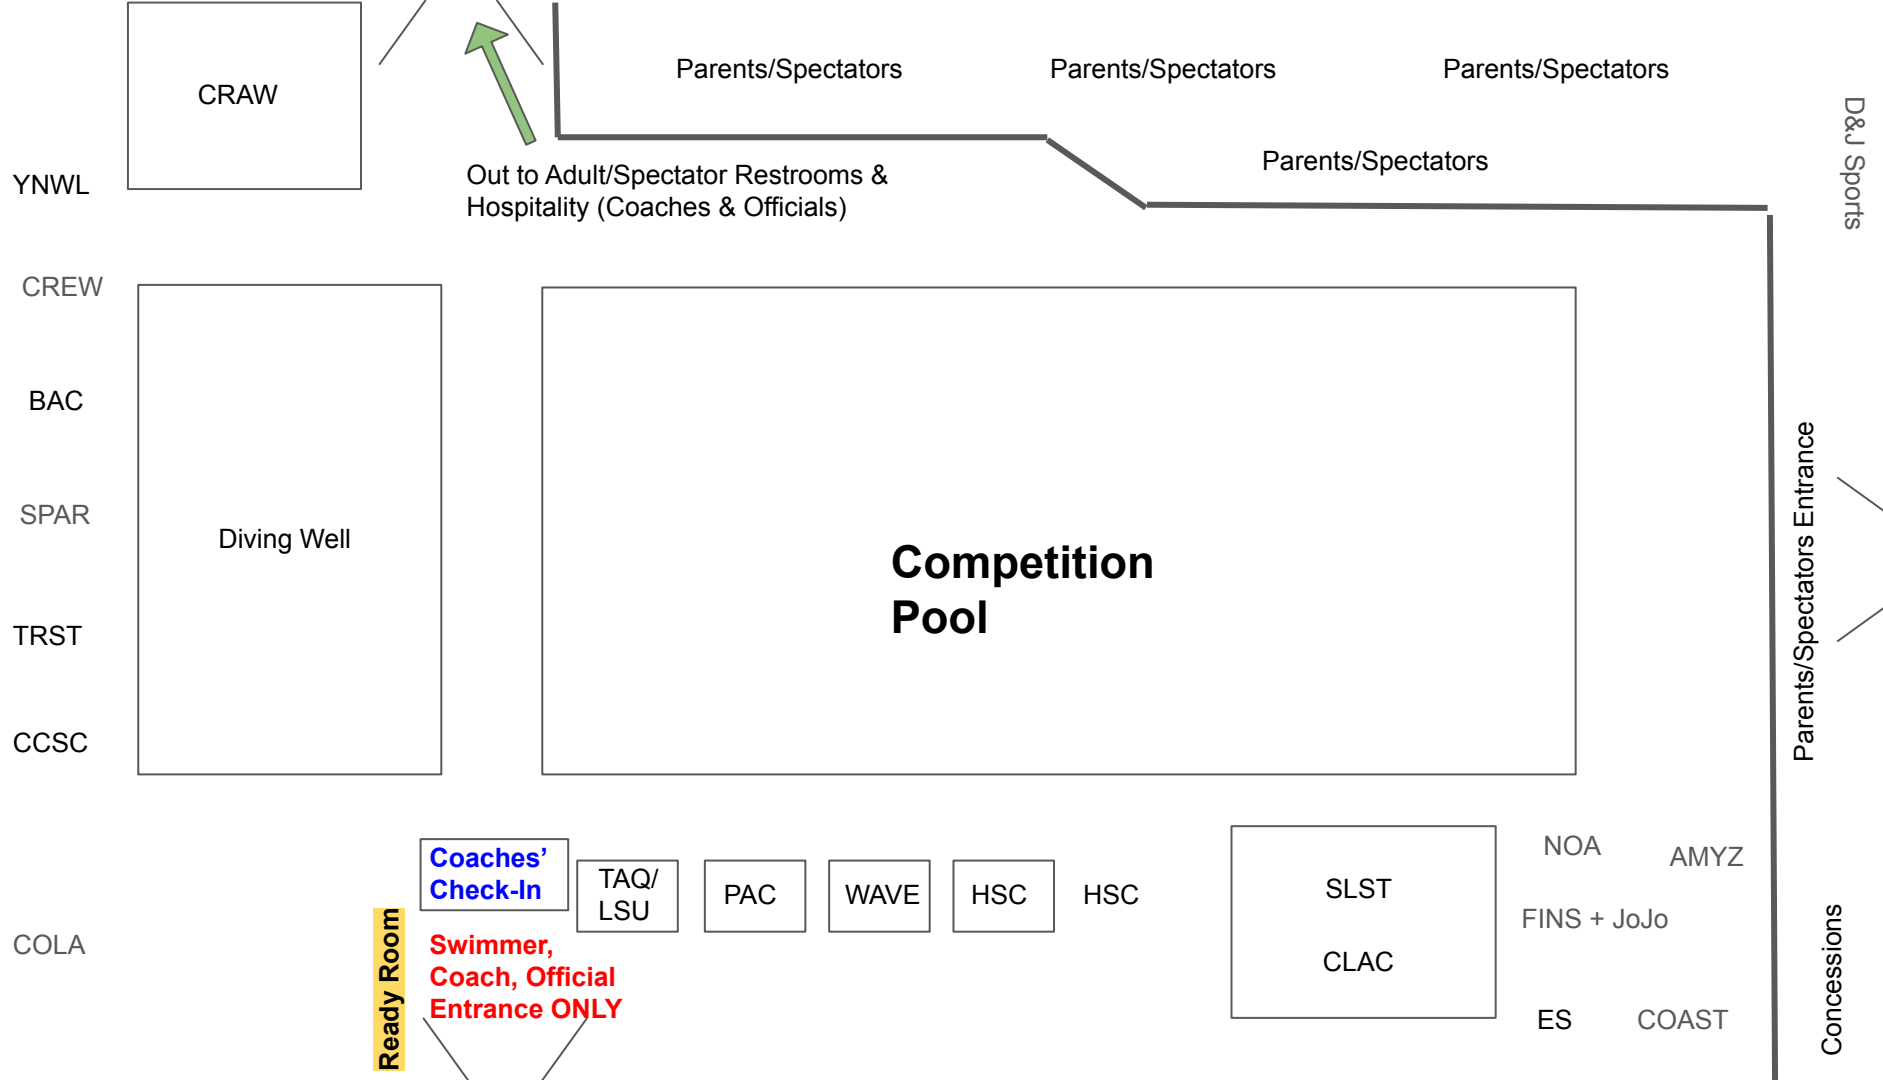 Parents/Spectators
Parents/Spectators
Parents/Spectators
CRAW
D&J Sports
Parents/Spectators
YNWL
Out to Adult/Spectator Restrooms &
Hospitality (Coaches & Officials)
CREW
BAC
SPAR
Diving Well
Competition
Pool
Parents/Spectators Entrance
TRST
CCSC
Coaches’
Check-In
TAQ/
LSU
PAC
WAVE
HSC
HSC
SLST
CLAC
NOA
AMYZ
FINS + JoJo
ES
COAST
COLA
Ready Room
Swimmer,
Coach, Official
Entrance ONLY
Concessions